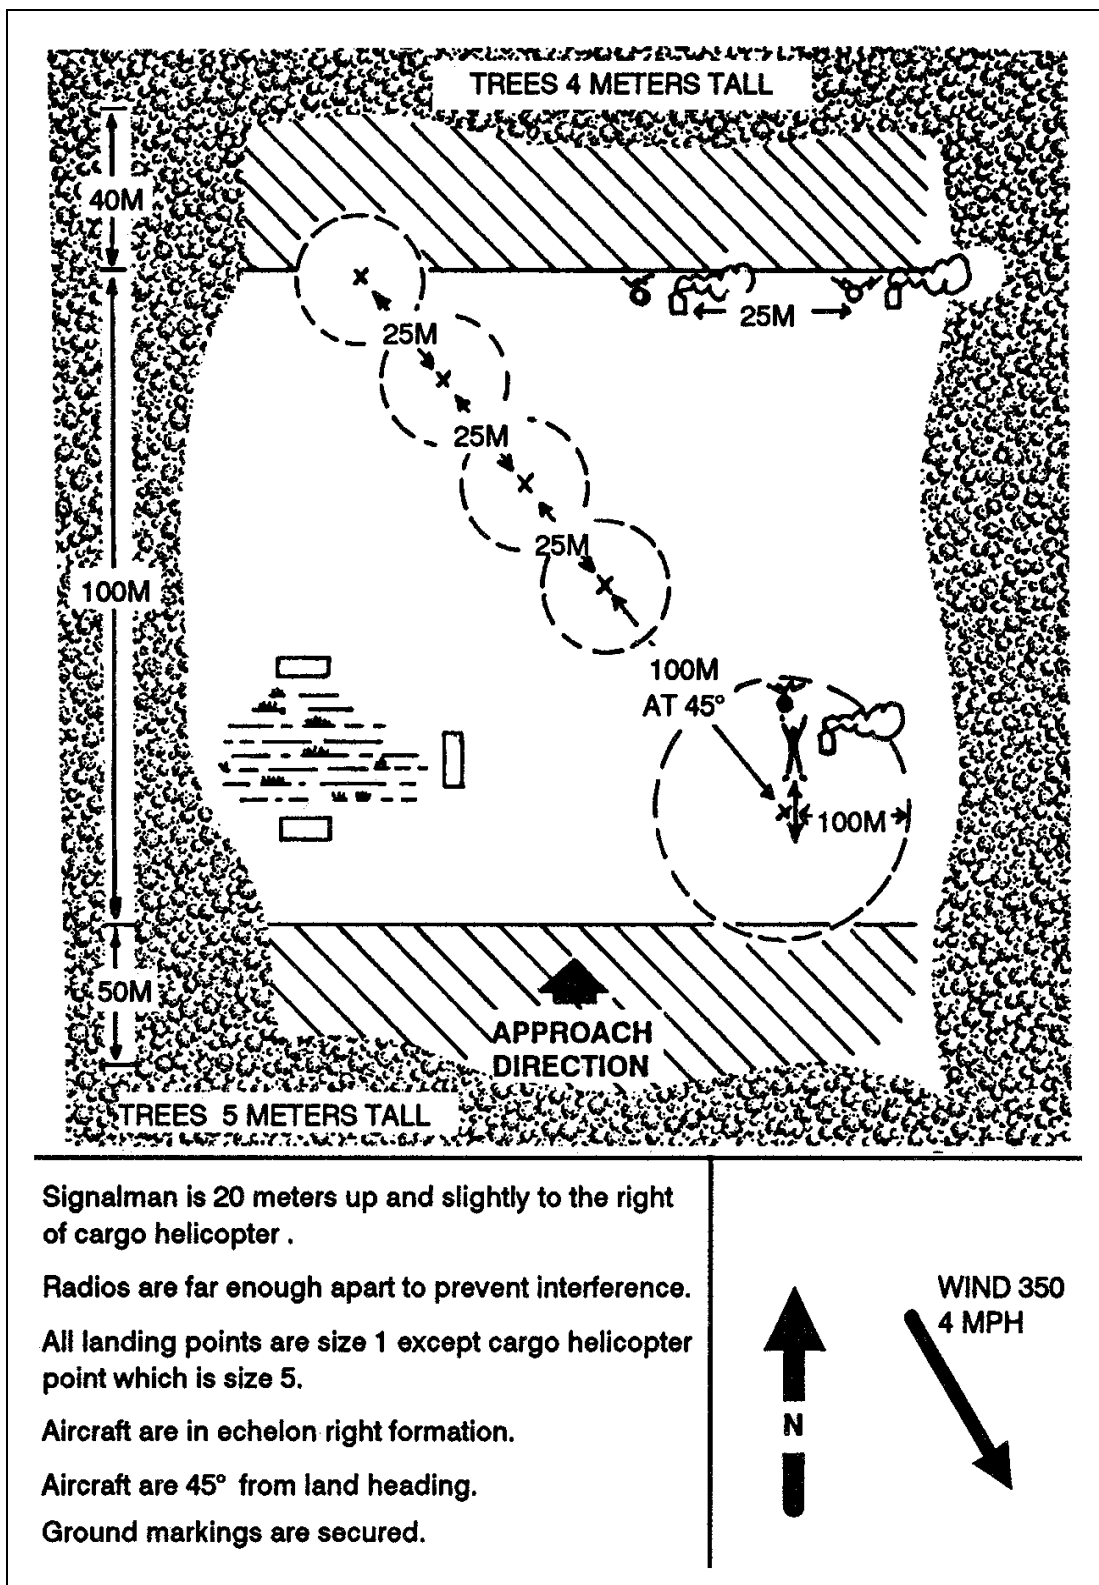 TREES 4 METERS TALL
40M
25M
25M
25M
25M
100M
100M
AT 45°
100M
50M
APPROACH
DIRECTION
TREES 5 METERS TALL
Signalman is 20 meters up and slightly to the right
of cargo helicopter .
Radios are far enough apart to prevent interference.
All landing points are size 1 except cargo helicopter
point which is size 5.
Aircraft are in echelon right formation.
Aircraft are 45° from land heading.
Ground markings are secured.
N
WIND 350
4 MPH